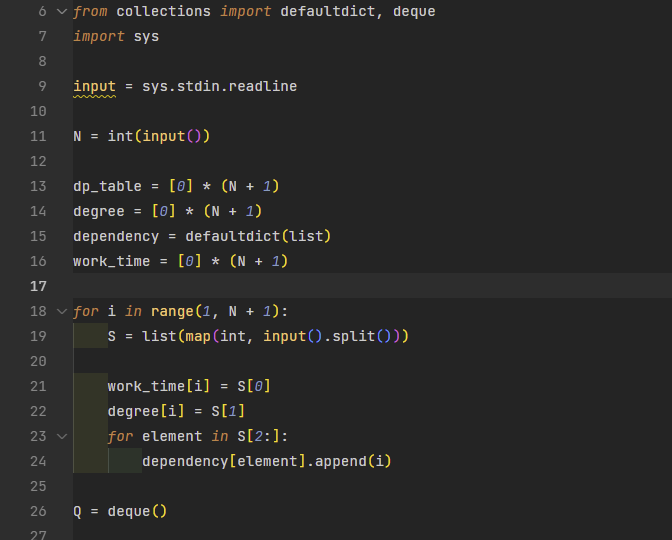 6 from collections import defaultdict, deque
7 import sys
8
9 input = sys.stdin.readline
10
11 N = int(input())
12
13 dp_table = [0] * (N + 1)
14 degree = [0] * (N + 1)
15 dependency = defaultdict(list)
16 work_time = [0] * (N + 1)
17
18 for i in range(1, N + 1):
19     S = list(map(int, input().split()))
20
21     work_time[i] = S[0]
22     degree[i] = S[1]
23     for element in S[2:]:
24         dependency[element].append(i)
25
26 Q = deque()
27